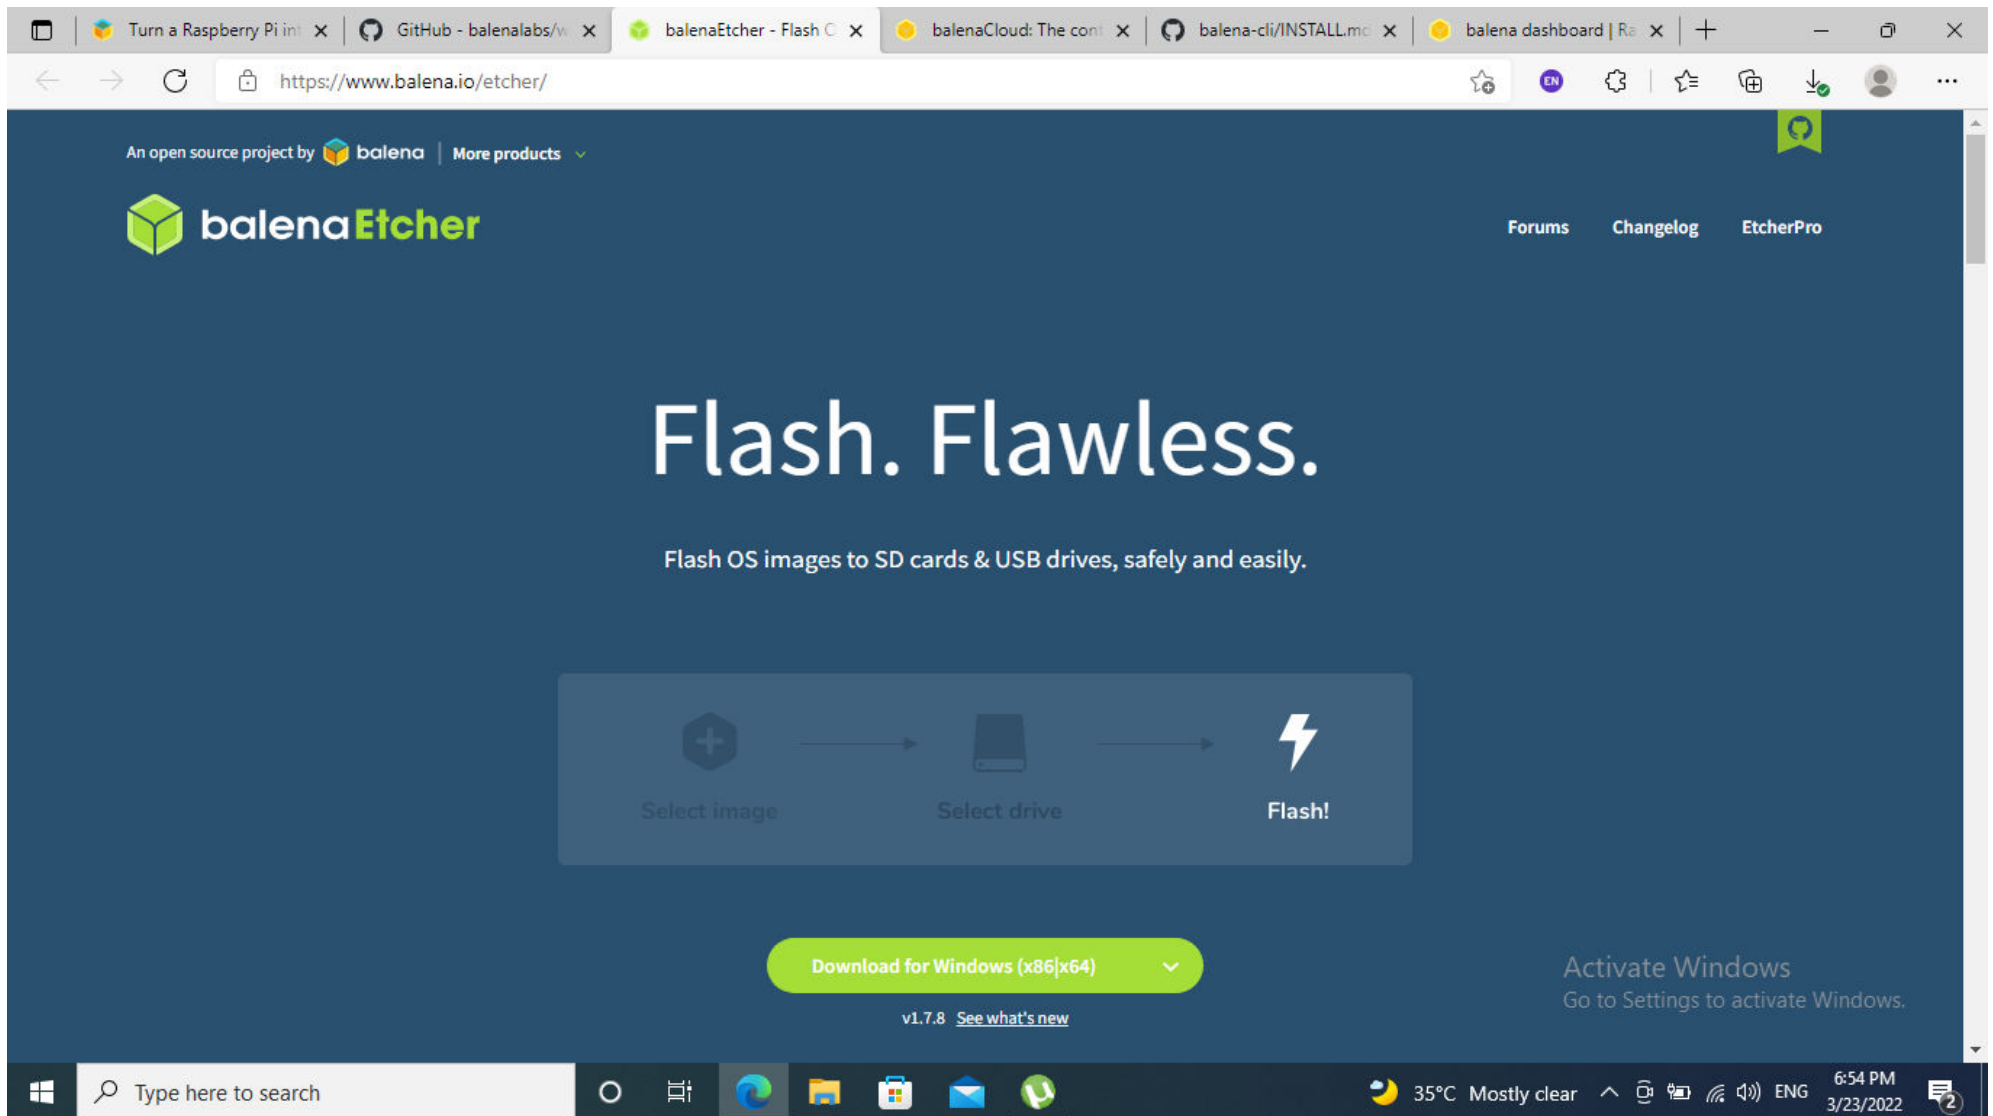 Turn a Raspberry Pi int
GitHub - balenalabs/w
balenaEtcher - Flash O
balenaCloud: The cont
balena-cli/INSTALL.md
balena dashboard | Ra
https://www.balena.io/etcher/
EN
An open source project by balena More products
balenaEtcher
Forums Changelog EtcherPro
Flash. Flawless.
Flash OS images to SD cards & USB drives, safely and easily.
Select image Select drive Flash!
Download for Windows (x86|x64)
v1.7.8 See what's new
Activate Windows
Go to Settings to activate Windows.
Type here to search
35°C Mostly clear ENG
6:54 PM
3/23/2022
2